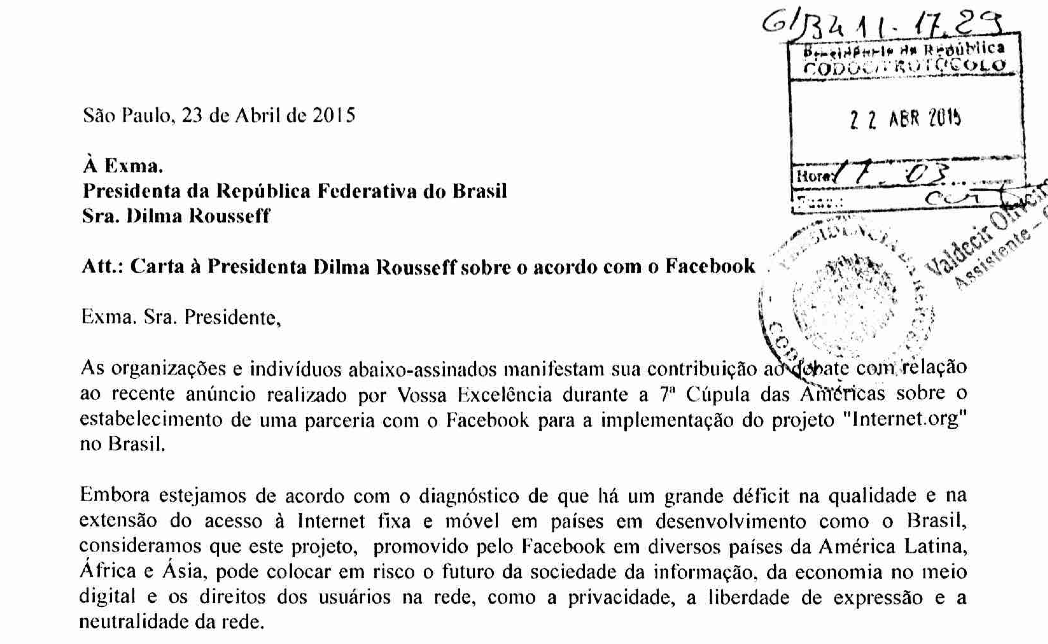 G/B4 11. 17.29
Presidência da República
CODOC/PROTOCOLO
22 ABR 2015
Hora: 17 03
São Paulo, 23 de Abril de 2015
À Exma.
Presidenta da República Federativa do Brasil
Sra. Dilma Rousseff
Valdecir Oliveira
Assistente –
Att.: Carta à Presidenta Dilma Rousseff sobre o acordo com o Facebook
Exma. Sra. Presidente,
As organizações e indivíduos abaixo-assinados manifestam sua contribuição ao debate com relação
ao recente anúncio realizado por Vossa Excelência durante a 7ª Cúpula das Américas sobre o
estabelecimento de uma parceria com o Facebook para a implementação do projeto "Internet.org"
no Brasil.
Embora estejamos de acordo com o diagnóstico de que há um grande déficit na qualidade e na
extensão do acesso à Internet fixa e móvel em países em desenvolvimento como o Brasil,
consideramos que este projeto, promovido pelo Facebook em diversos países da América Latina,
África e Ásia, pode colocar em risco o futuro da sociedade da informação, da economia no meio
digital e os direitos dos usuários na rede, como a privacidade, a liberdade de expressão e a
neutralidade da rede.